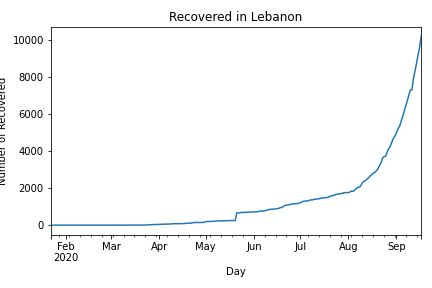 Recovered in Lebanon
Number of Recovered
10000
8000
6000
4000
2000
0
Feb Mar Apr May Jun Jul Aug Sep
2020
Day